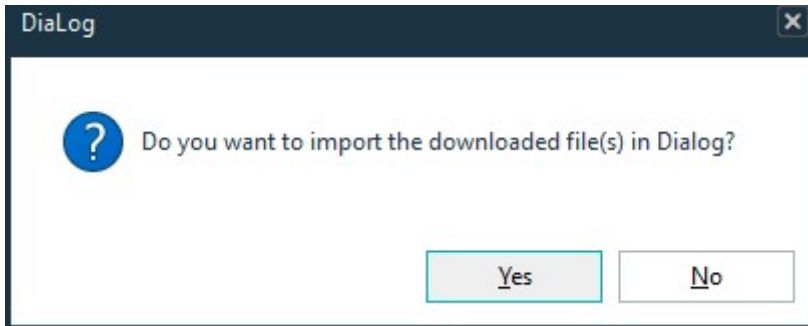 DiaLog
Do you want to import the downloaded file(s) in Dialog?
Yes
No